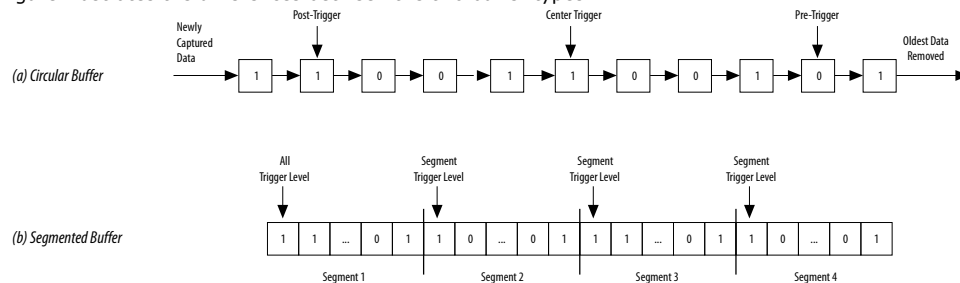 Post-Trigger
Center Trigger
Pre-Trigger
Newly
Captured
Data
Oldest Data
Removed
(a) Circular Buffer
1 1 0 0 1 1 0 0 1 0 1
All
Trigger Level
Segment
Trigger Level
Segment
Trigger Level
Segment
Trigger Level
(b) Segmented Buffer
1 1 ... 0 1 1 0 ... 0 1 1 1 ... 0 1 1 0 ... 0 1
Segment 1 Segment 2 Segment 3 Segment 4